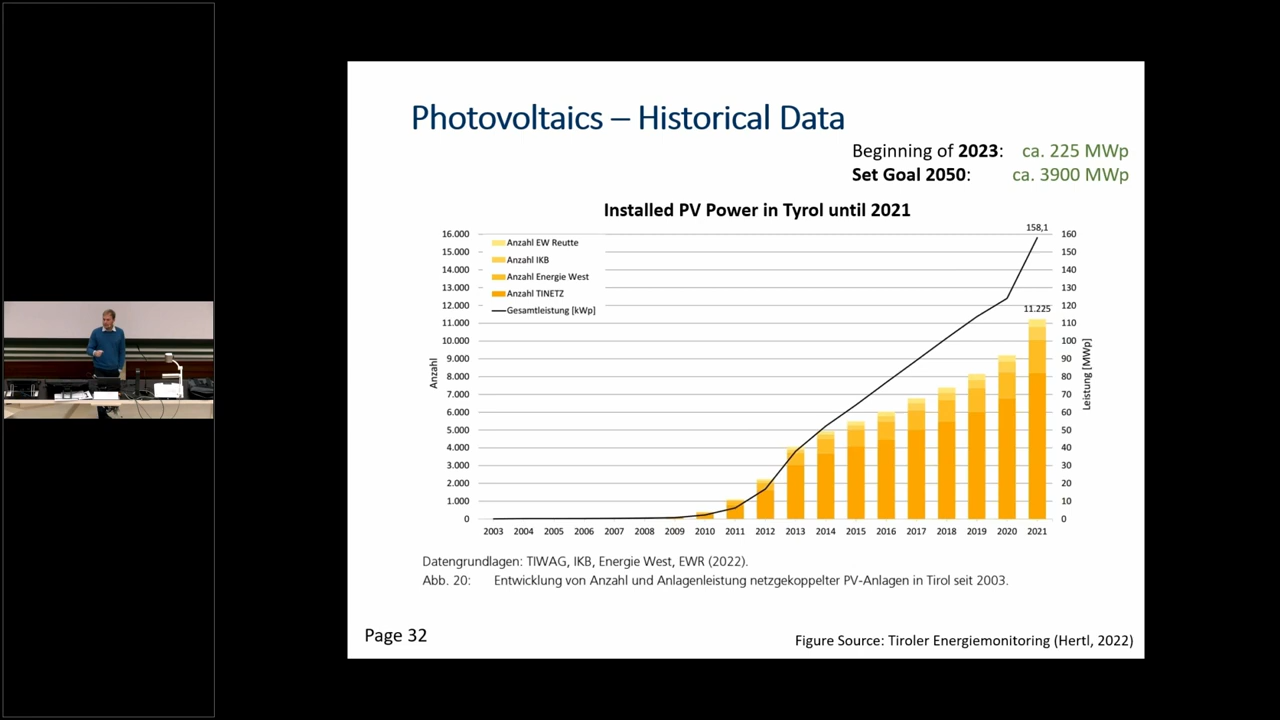 Photovoltaics – Historical Data
Beginning of 2023: ca. 225 MWp
Set Goal 2050: ca. 3900 MWp
Installed PV Power in Tyrol until 2021
Anzahl
16.000
15.000
14.000
13.000
12.000
11.000
10.000
9.000
8.000
7.000
6.000
5.000
4.000
3.000
2.000
1.000
0
Anzahl EW Reutte
Anzahl IKB
Anzahl Energie West
Anzahl TINETZ
Gesamtleistung [kWp]
158,1
11.225
160
150
140
130
120
110
100
90
80
70
60
50
40
30
20
10
0
Leistung [MWp]
2003 2004 2005 2006 2007 2008 2009 2010 2011 2012 2013 2014 2015 2016 2017 2018 2019 2020 2021
Datengrundlagen: TIWAG, IKB, Energie West, EWR (2022).
Abb. 20: Entwicklung von Anzahl und Anlagenleistung netzgekoppelter PV-Anlagen in Tirol seit 2003.
Page 32
Figure Source: Tiroler Energiemonitoring (Hertl, 2022)